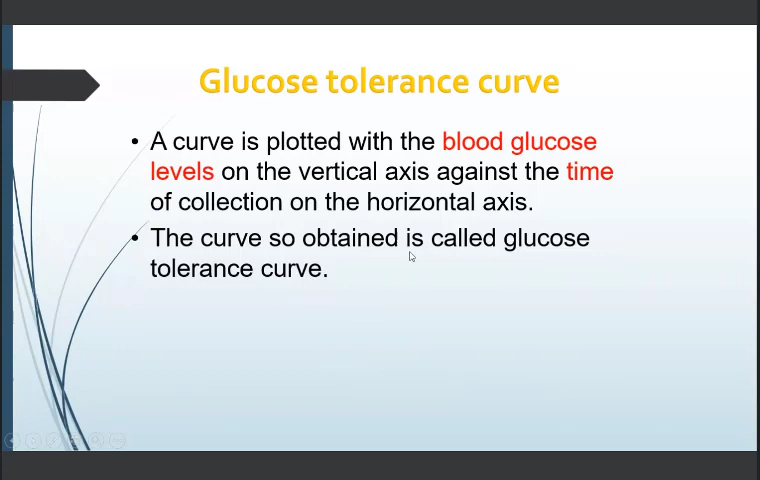 Glucose tolerance curve
• A curve is plotted with the blood glucose
levels on the vertical axis against the time
of collection on the horizontal axis.
• The curve so obtained is called glucose
tolerance curve.